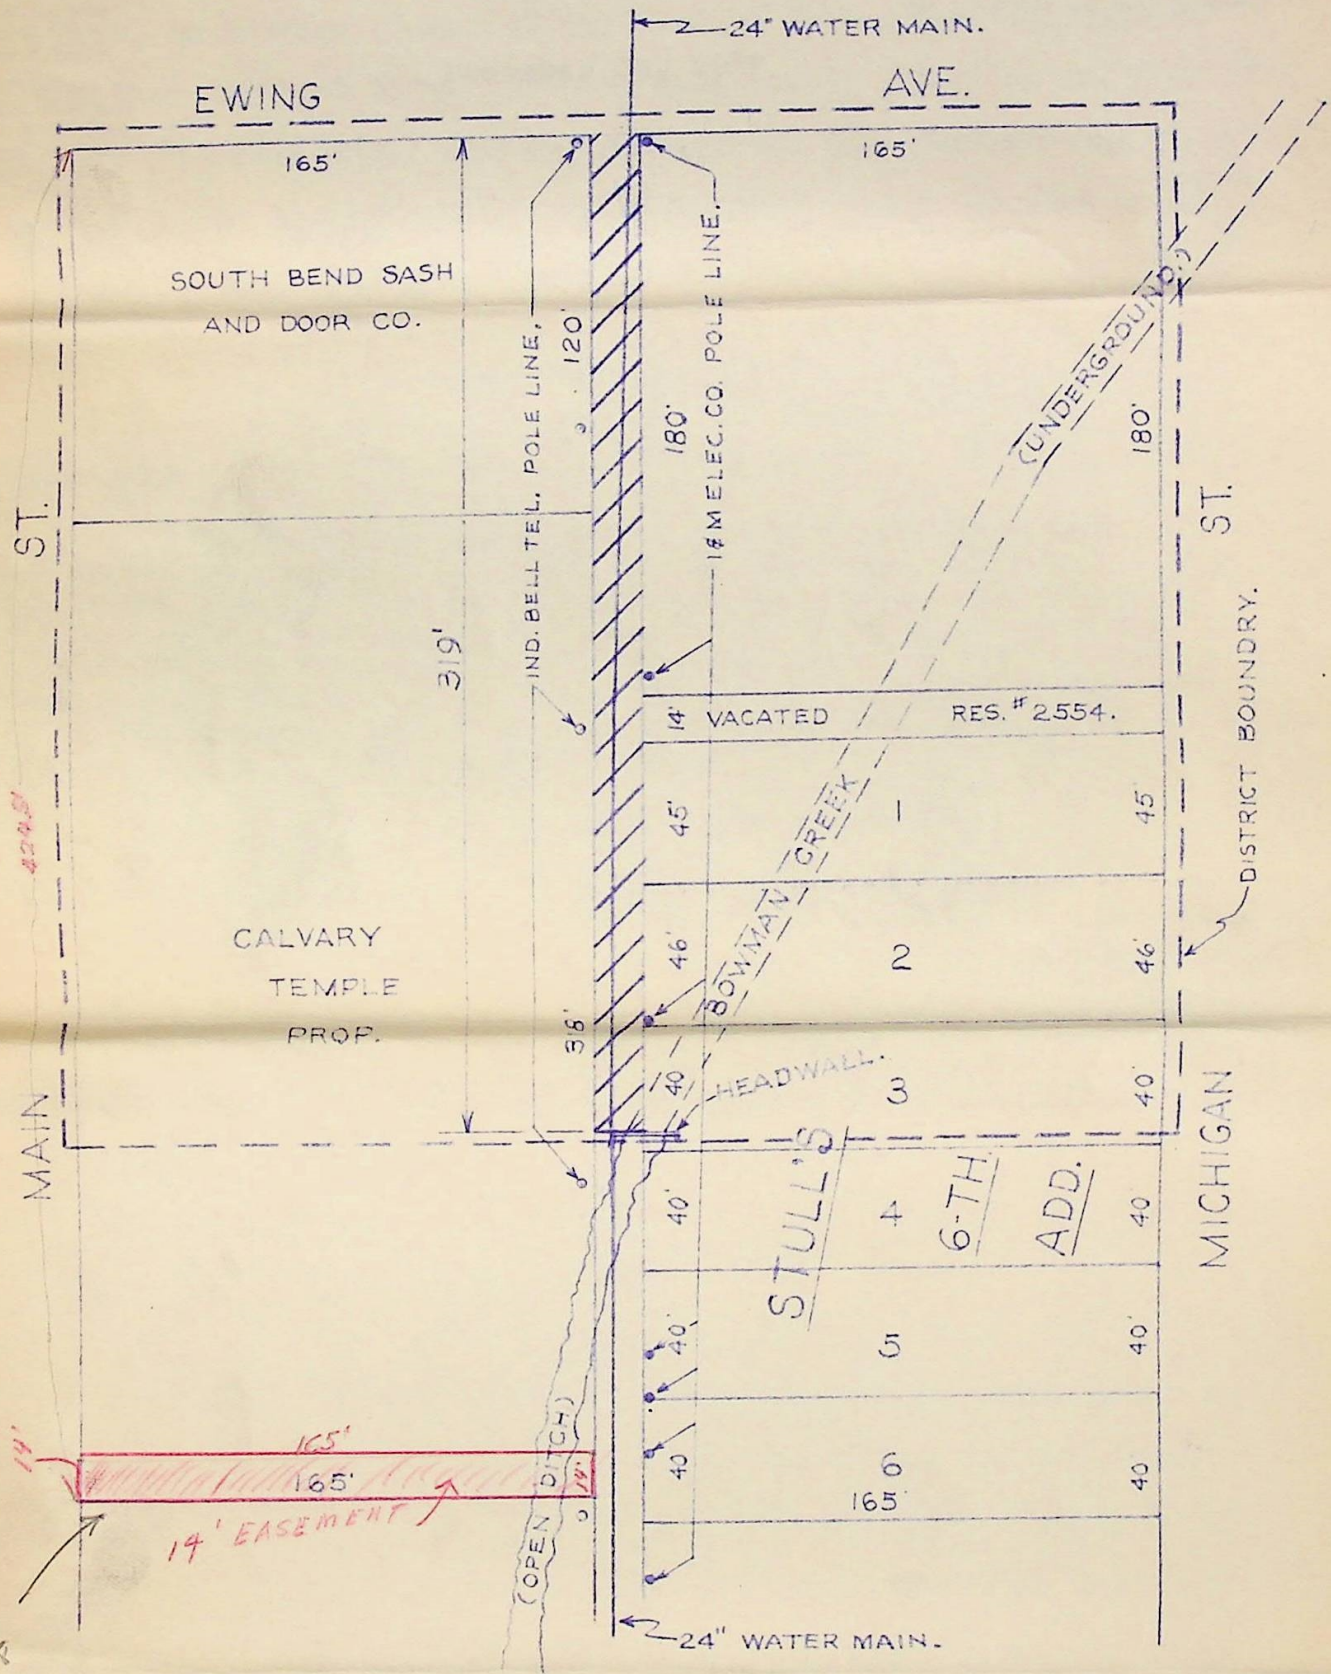 24" WATER MAIN.
EWING
AVE.
165'
165'
SOUTH BEND SASH
AND DOOR CO.
IND. BELL TEL. POLE LINE.
120'
180'
I & M ELEC. CO. POLE LINE.
(UNDERGROUND.)
180'
ST.
ST.
319'
14' VACATED RES. # 2554.
DISTRICT BOUNDRY.
45'
1
45'
BOWMAN CREEK
CALVARY
TEMPLE
PROP.
46'
2
46'
318'
40
HEADWALL.
3
40'
MAIN
MICHIGAN
STULL'S
6-TH
ADD.
40'
4
40'
40'
5
40'
14'
165'
165'
14'
14' EASEMENT
(OPEN DITCH)
40
6
40
165'
24" WATER MAIN.